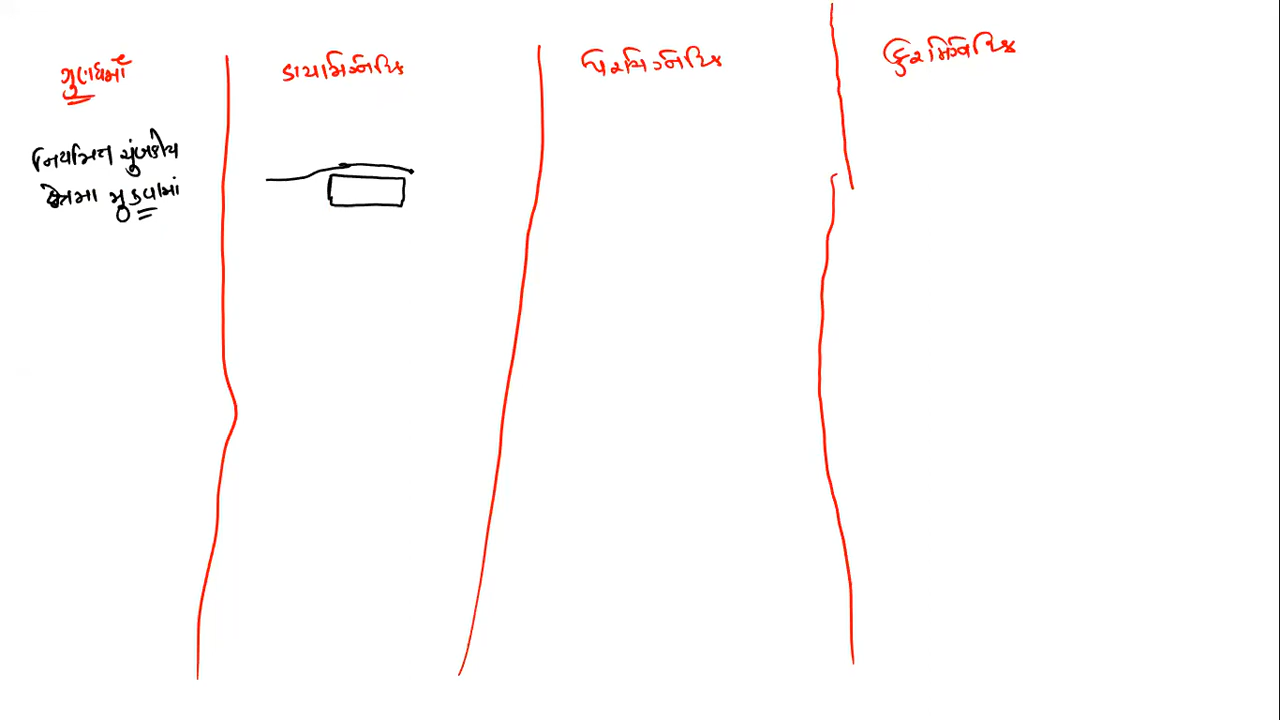 ગુણધર્મો
ડાયામેગ્નેટિક
પેરામેગ્નેટિક
ફેરોમેગ્નેટિક
નિયમિત ચુંબકીય
ક્ષેત્રમા મુકવામાં